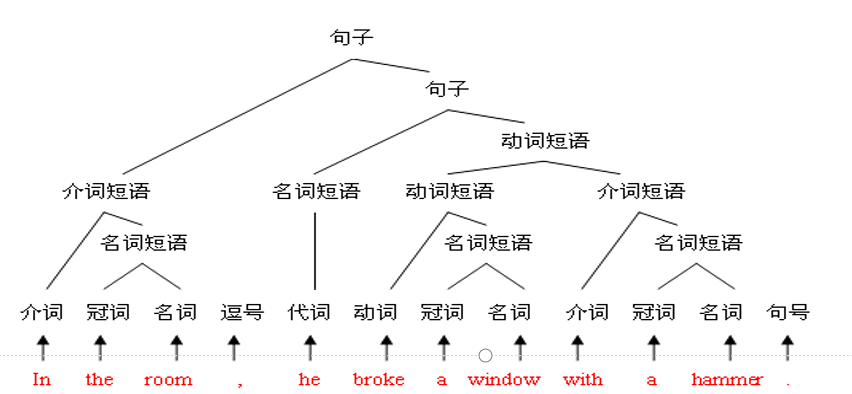 句子
句子
动词短语
介词短语 名词短语 动词短语 介词短语
名词短语 名词短语 名词短语
介词 冠词 名词 逗号 代词 动词 冠词 名词 介词 冠词 名词 句号
In the room , he broke a window with a hammer .